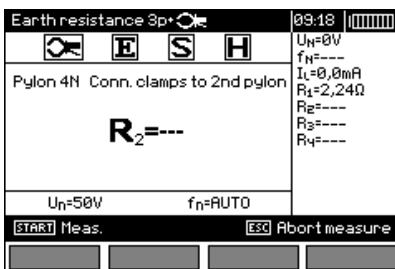 Earth resistance 3p+ 09:18
E S H
Pylon 4N Conn. clamps to 2nd pylon
R₂=---
Un=50V fn=AUTO
UN=0V
fN=---
IL=0,0mA
R1=2,24Ω
R2=---
R3=---
R4=---
START Meas. ESC Abort measure